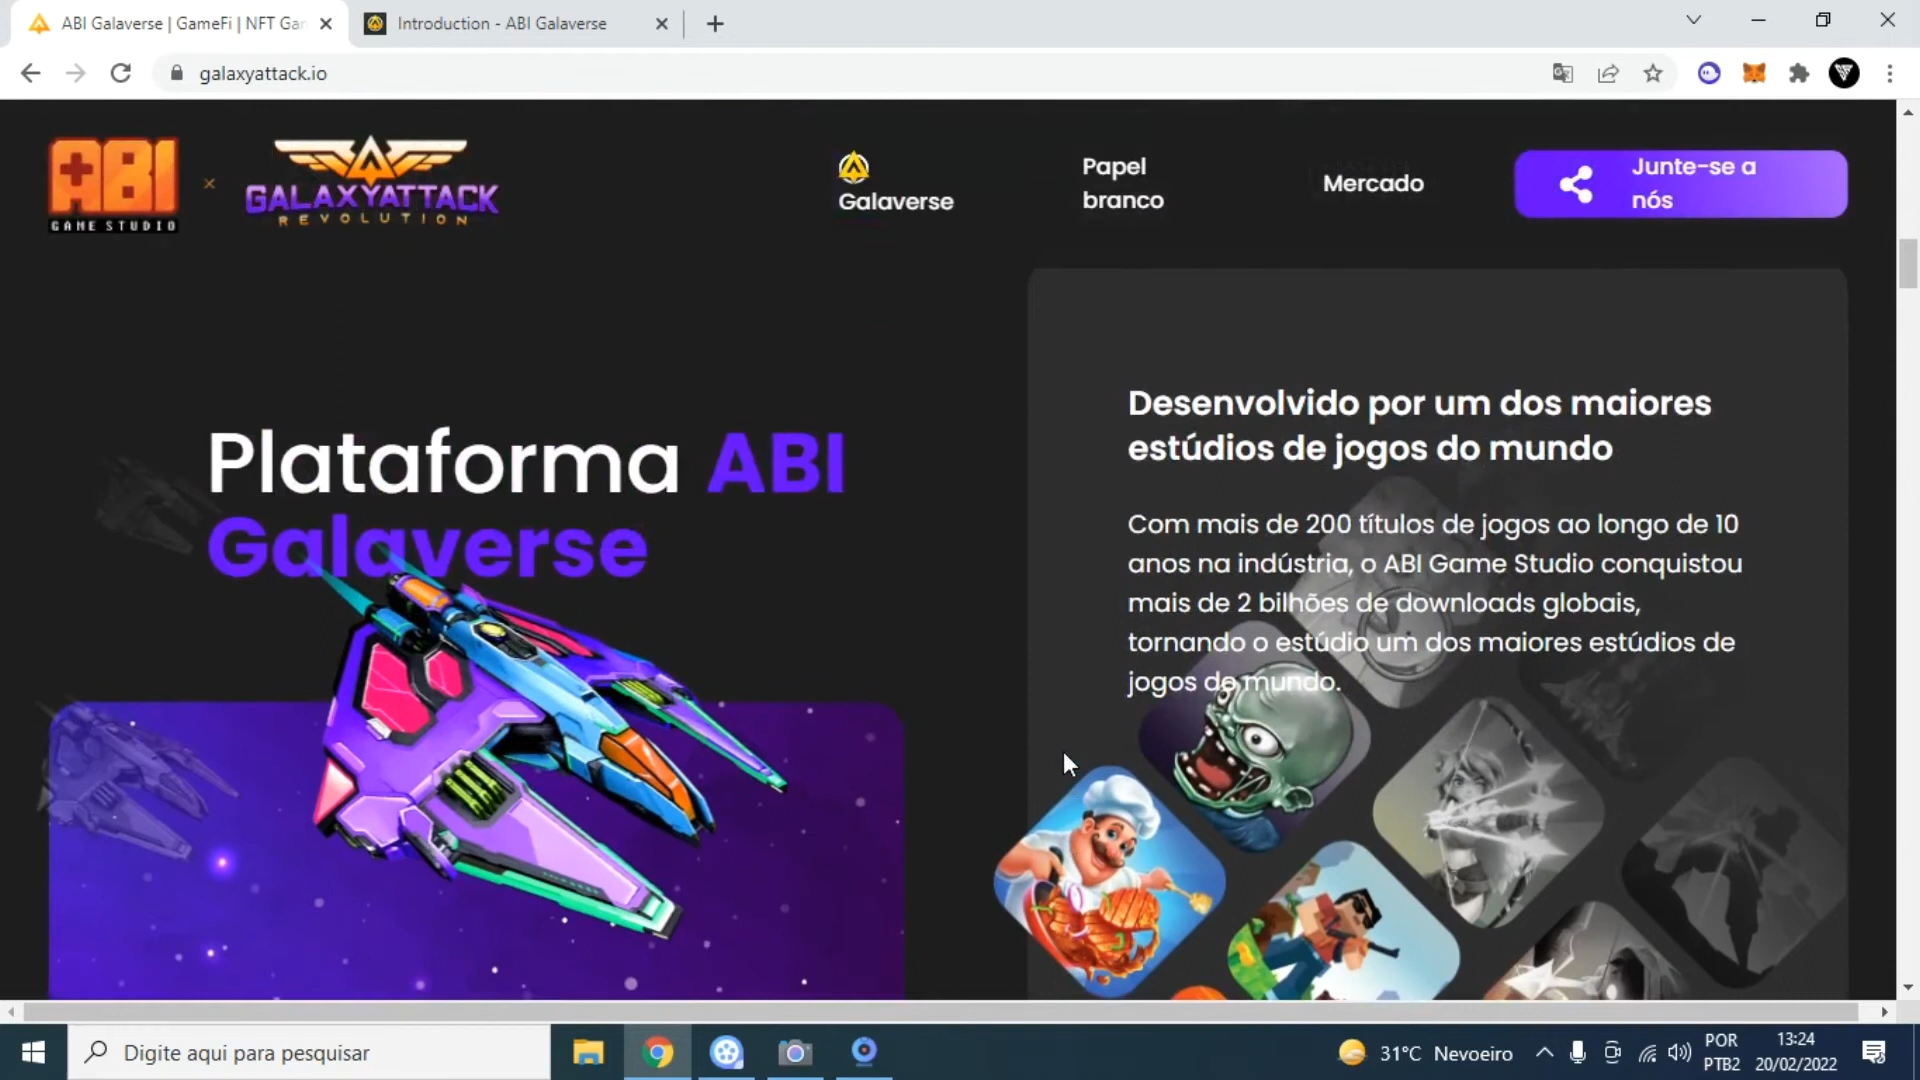 ABI Galaverse | GameFi | NFT Gar
Introduction - ABI Galaverse
galaxyattack.io
ABI
GAME STUDIO
×
GALAXYATTACK
REVOLUTION
Galaverse
Papel
branco
Mercado
Junte-se a
nós
Plataforma ABI
Galaverse
Desenvolvido por um dos maiores
estúdios de jogos do mundo
Com mais de 200 títulos de jogos ao longo de 10
anos na indústria, o ABI Game Studio conquistou
mais de 2 bilhões de downloads globais,
tornando o estúdio um dos maiores estúdios de
jogos do mundo.
Digite aqui para pesquisar
31°C Nevoeiro
POR
PTB2
13:24
20/02/2022